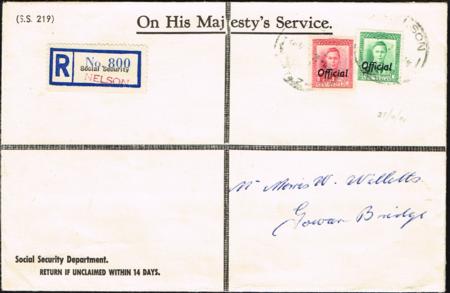 (S.S. 219)
On His Majesty's Service.
R No. 800
Social Security
NELSON
Official
Official
SON
Morris W. Willetts
Gowan Bridge
Social Security Department.
RETURN IF UNCLAIMED WITHIN 14 DAYS.